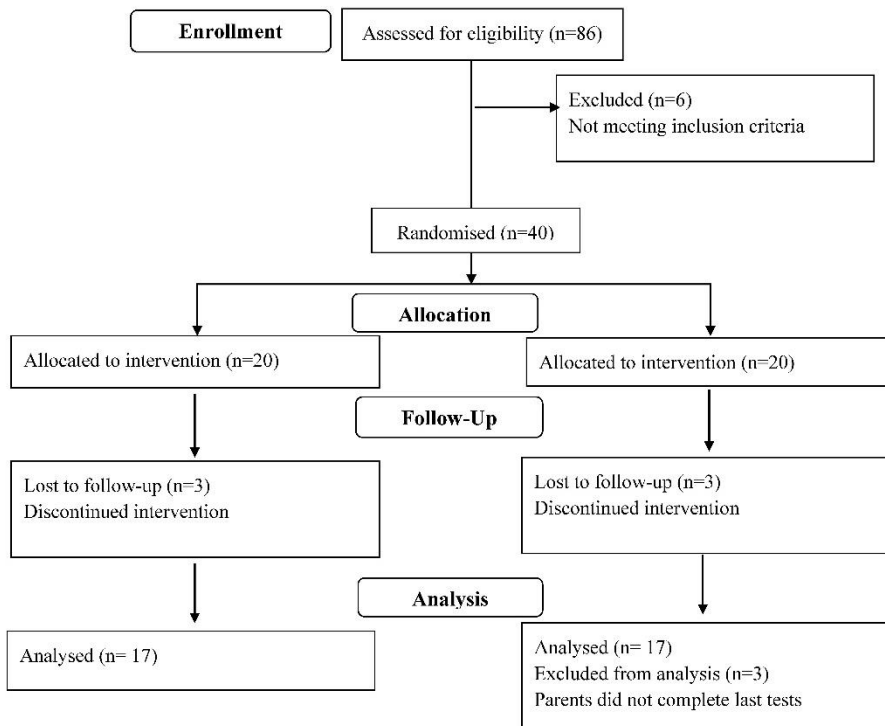 Enrollment
Assessed for eligibility (n=86)
Excluded (n=6)
Not meeting inclusion criteria
Randomised (n=40)
Allocation
Allocated to intervention (n=20)
Allocated to intervention (n=20)
Follow-Up
Lost to follow-up (n=3)
Discontinued intervention
Lost to follow-up (n=3)
Discontinued intervention
Analysis
Analysed (n= 17)
Analysed (n= 17)
Excluded from analysis (n=3)
Parents did not complete last tests